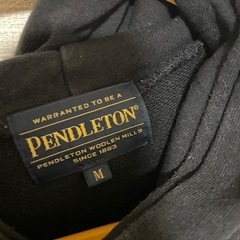 WARRANTED TO BE A
PENDLETON®
PENDLETON WOOLEN MILLS
SINCE 1863
M